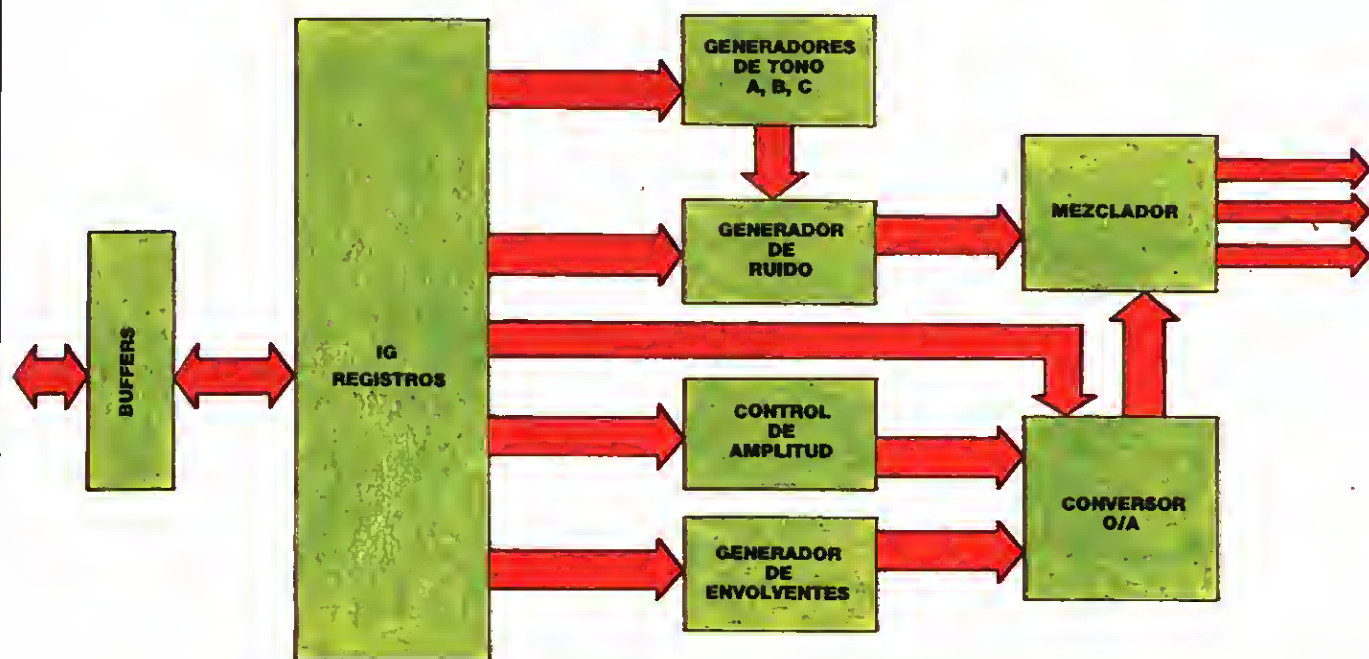 GENERADORES
DE TONO
A, B, C
GENERADOR
DE
RUIDO
MEZCLADOR
BUFFERS
IG
REGISTROS
CONTROL
DE
AMPLITUD
CONVERSOR
O/A
GENERADOR
DE
ENVOLVENTES